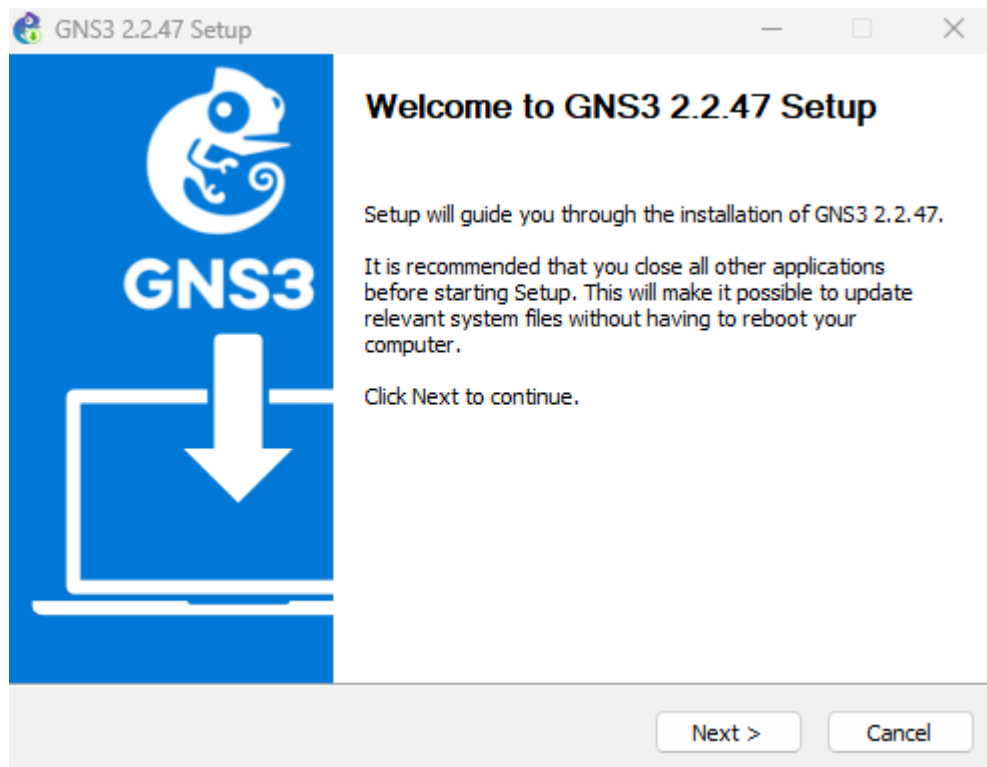 GNS3 2.2.47 Setup
Welcome to GNS3 2.2.47 Setup
GNS3
Setup will guide you through the installation of GNS3 2.2.47.
It is recommended that you close all other applications
before starting Setup. This will make it possible to update
relevant system files without having to reboot your
computer.
Click Next to continue.
Next >
Cancel